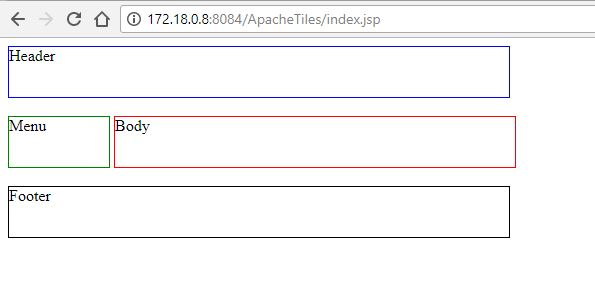 172.18.0.8:8084/ApacheTiles/index.jsp
Header
Menu Body
Footer